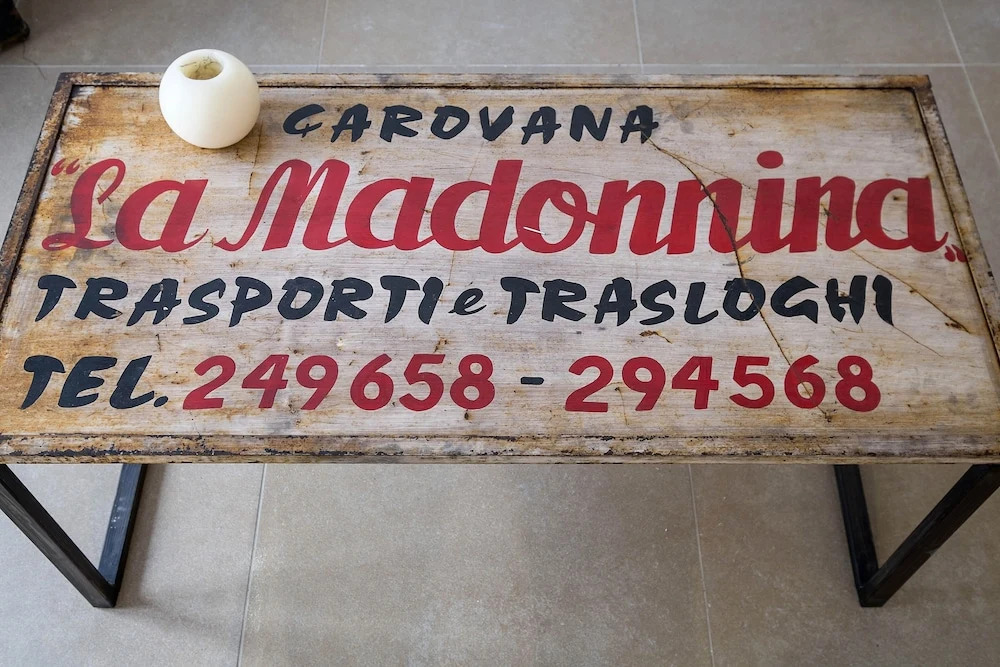 CAROVANA
"La Madonnina"
TRASPORTI e TRASLOGHI
TEL. 249658 - 294568